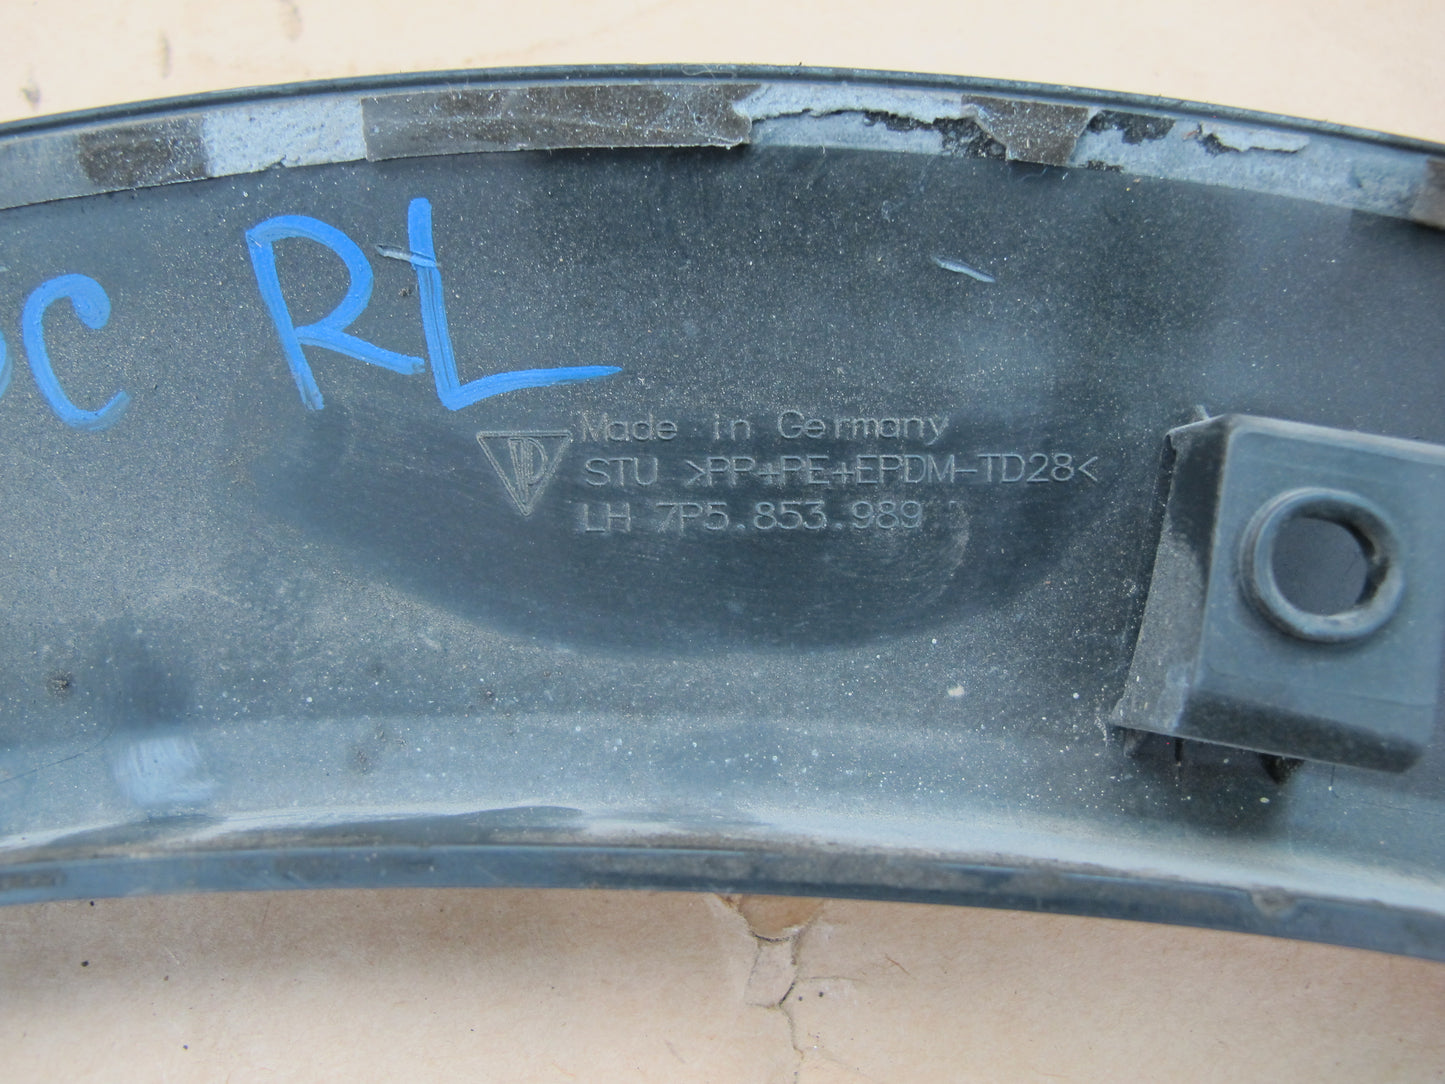 RL
Made in Germany
STU >PP+PE+EPDM-TD28<
LH 7P5.853.989